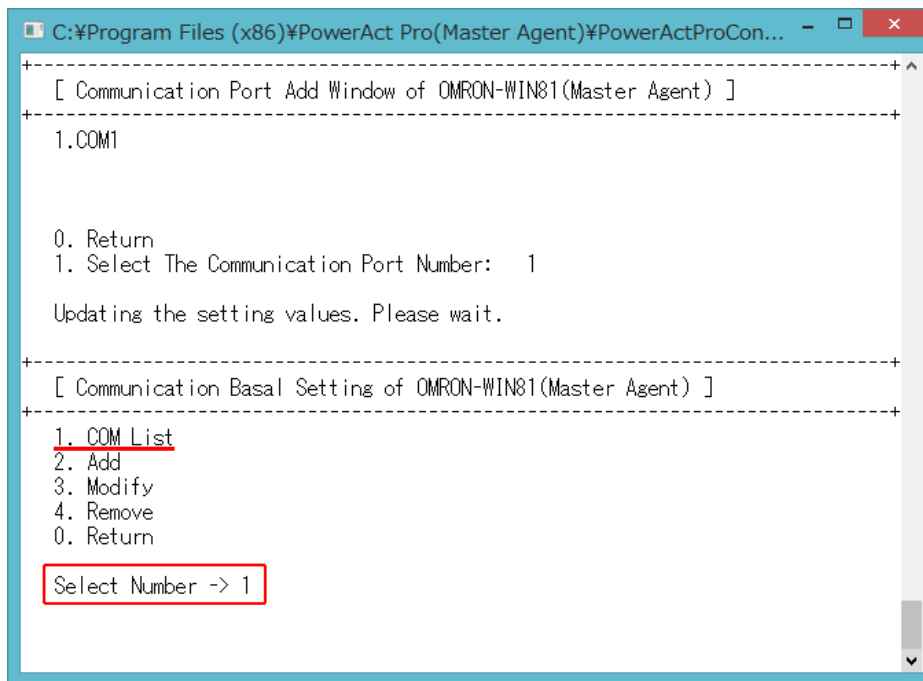 C:¥Program Files (x86)¥PowerAct Pro(Master Agent)¥PowerActProCon...
[ Communication Port Add Window of OMRON-WIN81(Master Agent) ]
1.COM1
0. Return
1. Select The Communication Port Number: 1
Updating the setting values. Please wait.
[ Communication Basal Setting of OMRON-WIN81(Master Agent) ]
1. COM List
2. Add
3. Modify
4. Remove
0. Return
Select Number -> 1